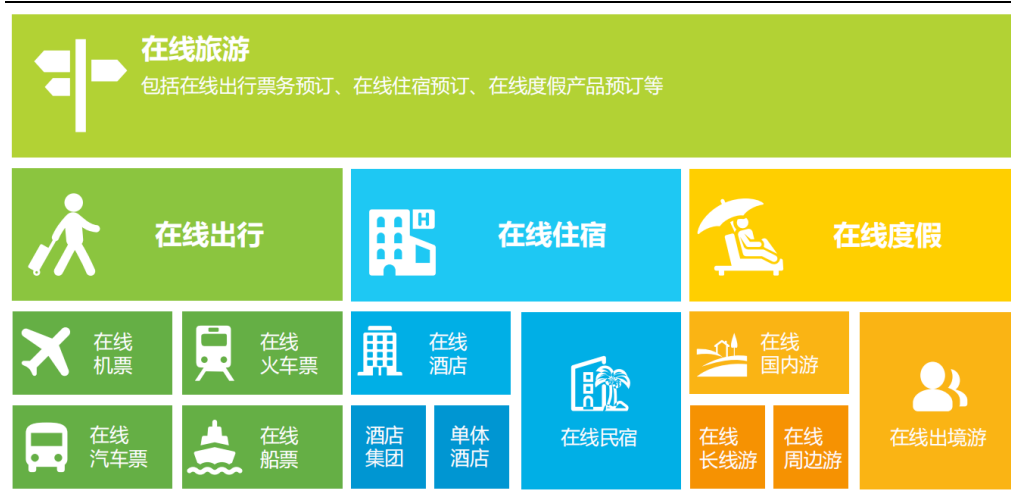 在线旅游
包括在线出行票务预订、在线住宿预订、在线度假产品预订等
在线出行
在线住宿
H
在线度假
在线
机票
在线
火车票
在线
汽车票
在线
船票
在线
酒店
酒店
集团
单体
酒店
在线民宿
在线
国内游
在线
长线游
在线
周边游
在线出境游